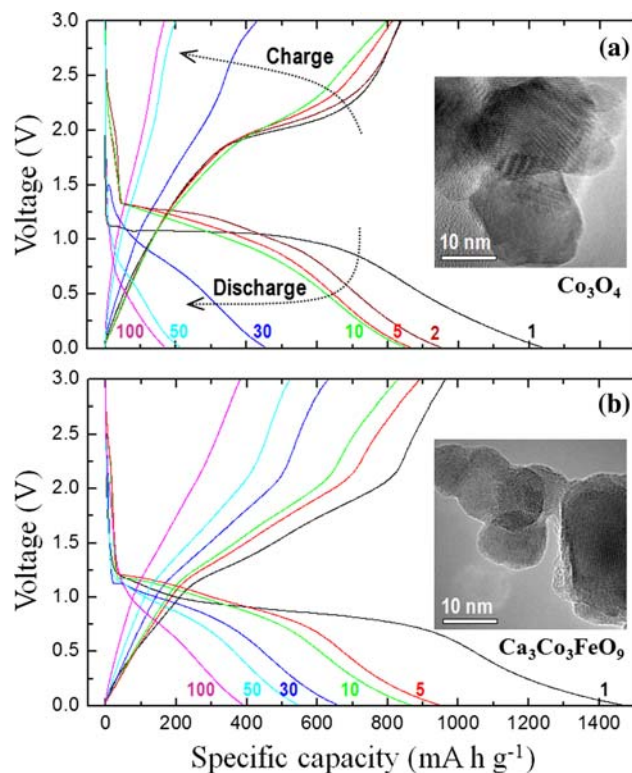 3.0
2.5
2.0
1.5
1.0
0.5
0.0
Voltage (V)
Charge
Discharge
(a)
10 nm
Co₃O₄
100 50 30 10 5 2 1
3.0
2.5
2.0
1.5
1.0
0.5
0.0
Voltage (V)
(b)
10 nm
Ca₃Co₃FeO₉
100 50 30 10 5 1
0 200 400 600 800 1000 1200 1400
Specific capacity (mA h g⁻¹)